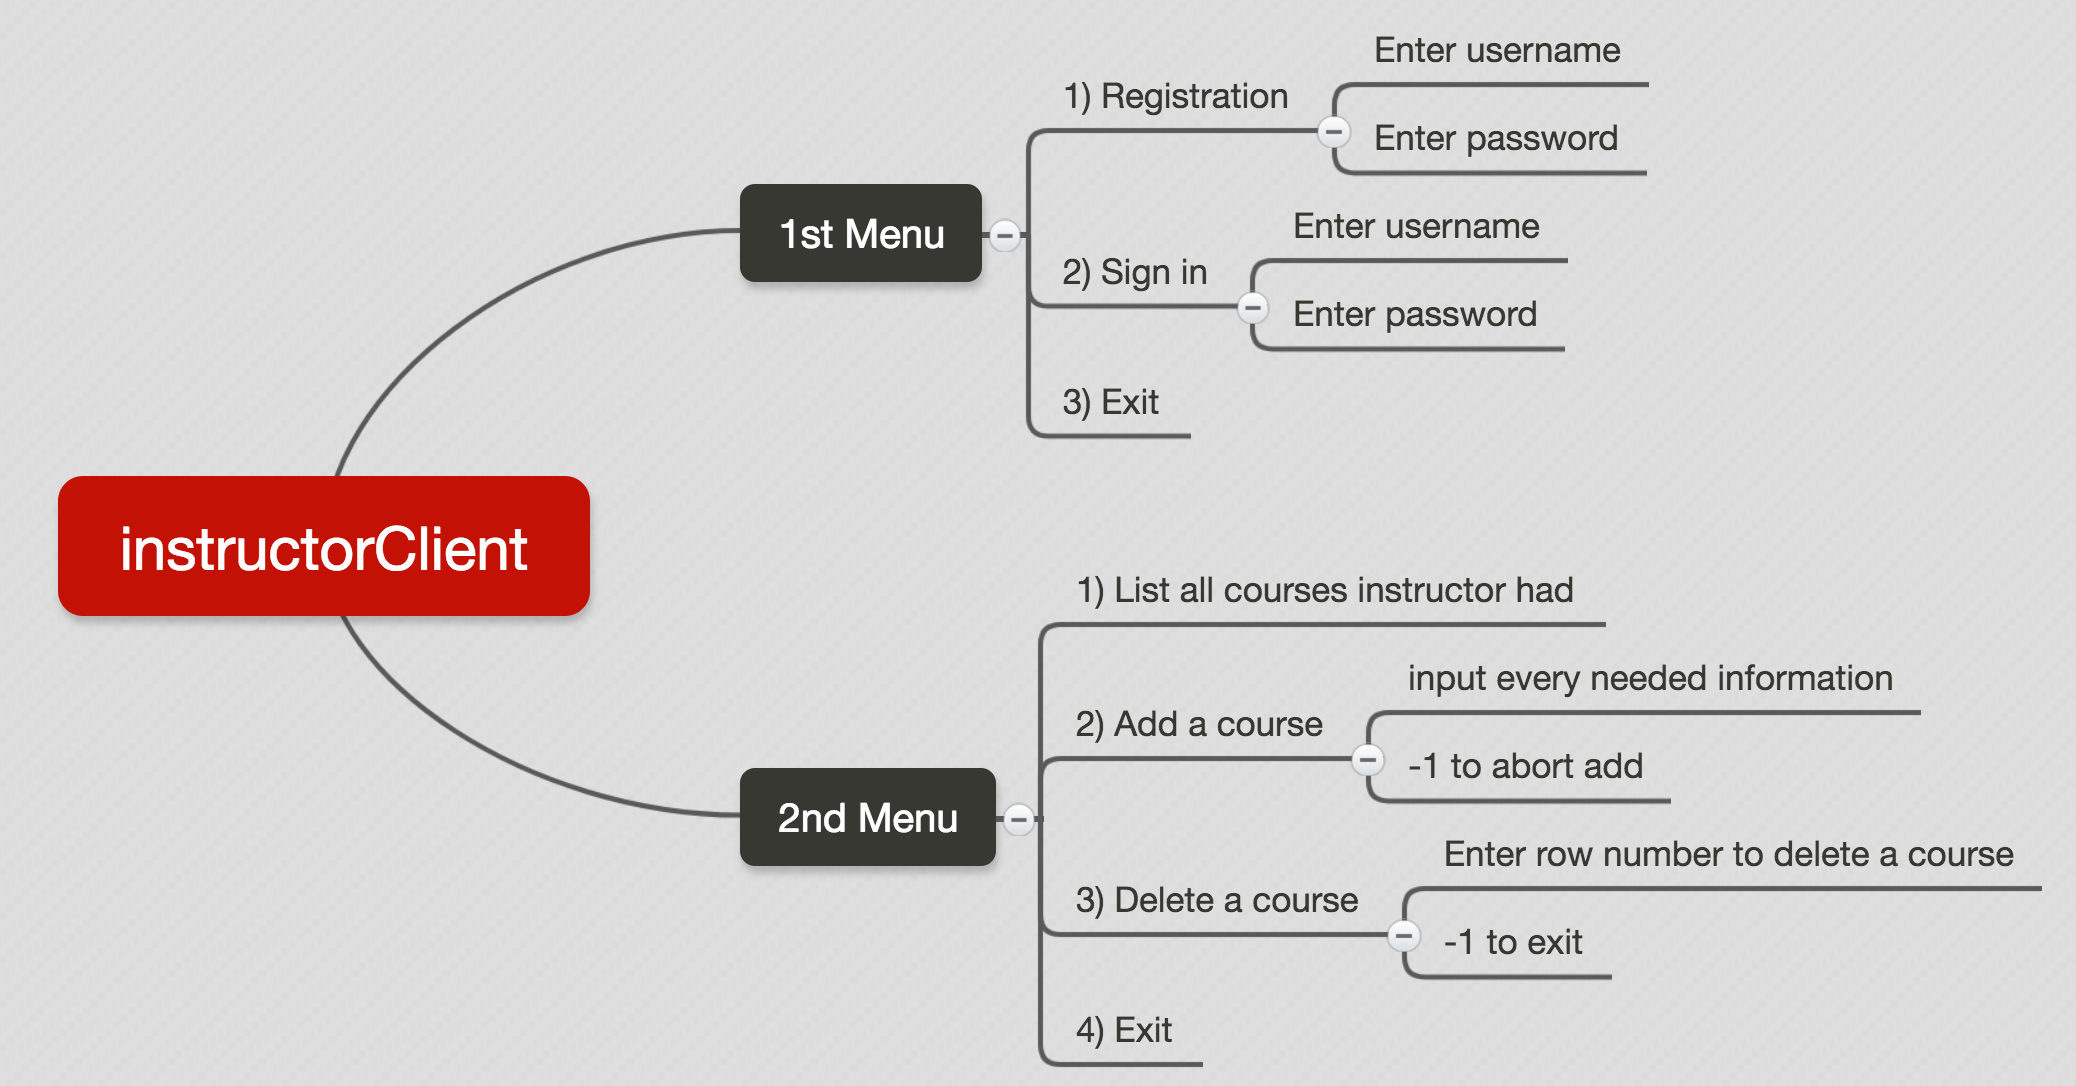 instructorClient
1st Menu
1) Registration
Enter username
Enter password
2) Sign in
Enter username
Enter password
3) Exit
2nd Menu
1) List all courses instructor had
2) Add a course
input every needed information
-1 to abort add
3) Delete a course
Enter row number to delete a course
-1 to exit
4) Exit